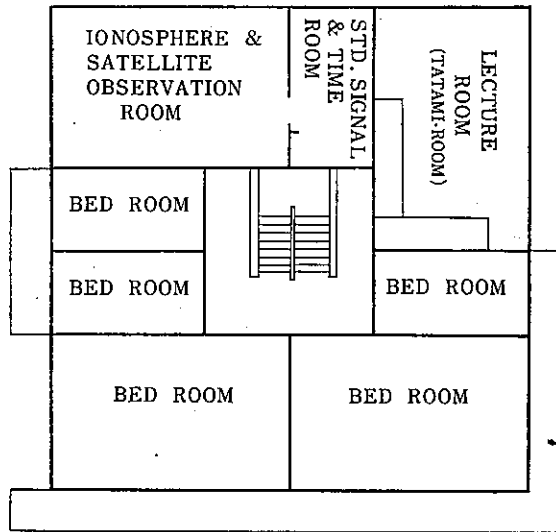 IONOSPHERE &
SATELLITE
OBSERVATION
ROOM
STD. SIGNAL
& TIME
ROOM
LECTURE
ROOM
(TATAMI-ROOM)
BED ROOM
BED ROOM
BED ROOM
BED ROOM
BED ROOM